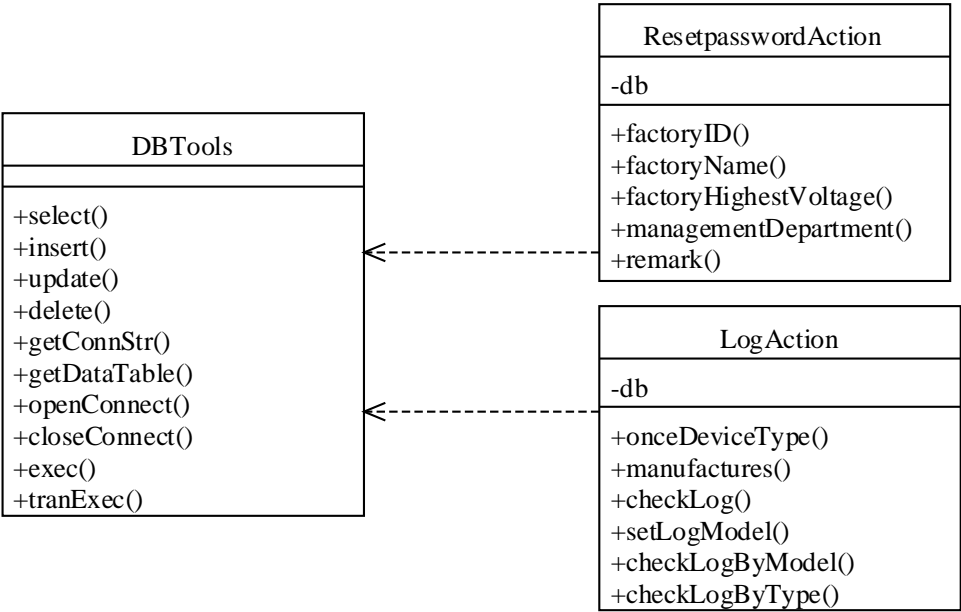 DBTools
+select()
+insert()
+update()
+delete()
+getConnStr()
+getDataTable()
+openConnect()
+closeConnect()
+exec()
+tranExec()
ResetpasswordAction
-db
+factoryID()
+factoryName()
+factoryHighestVoltage()
+managementDepartment()
+remark()
LogAction
-db
+onceDeviceType()
+manufactures()
+checkLog()
+setLogModel()
+checkLogByModel()
+checkLogByType()